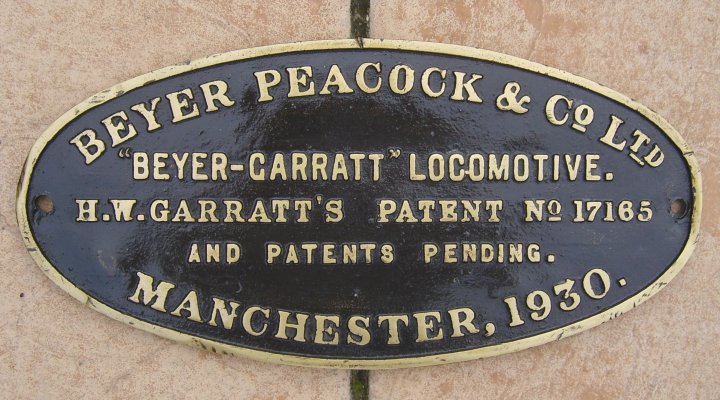 BEYER PEACOCK & Co LTD
"BEYER-GARRATT" LOCOMOTIVE.
H.W. GARRATT'S PATENT No 17165
AND PATENTS PENDING.
MANCHESTER, 1930.